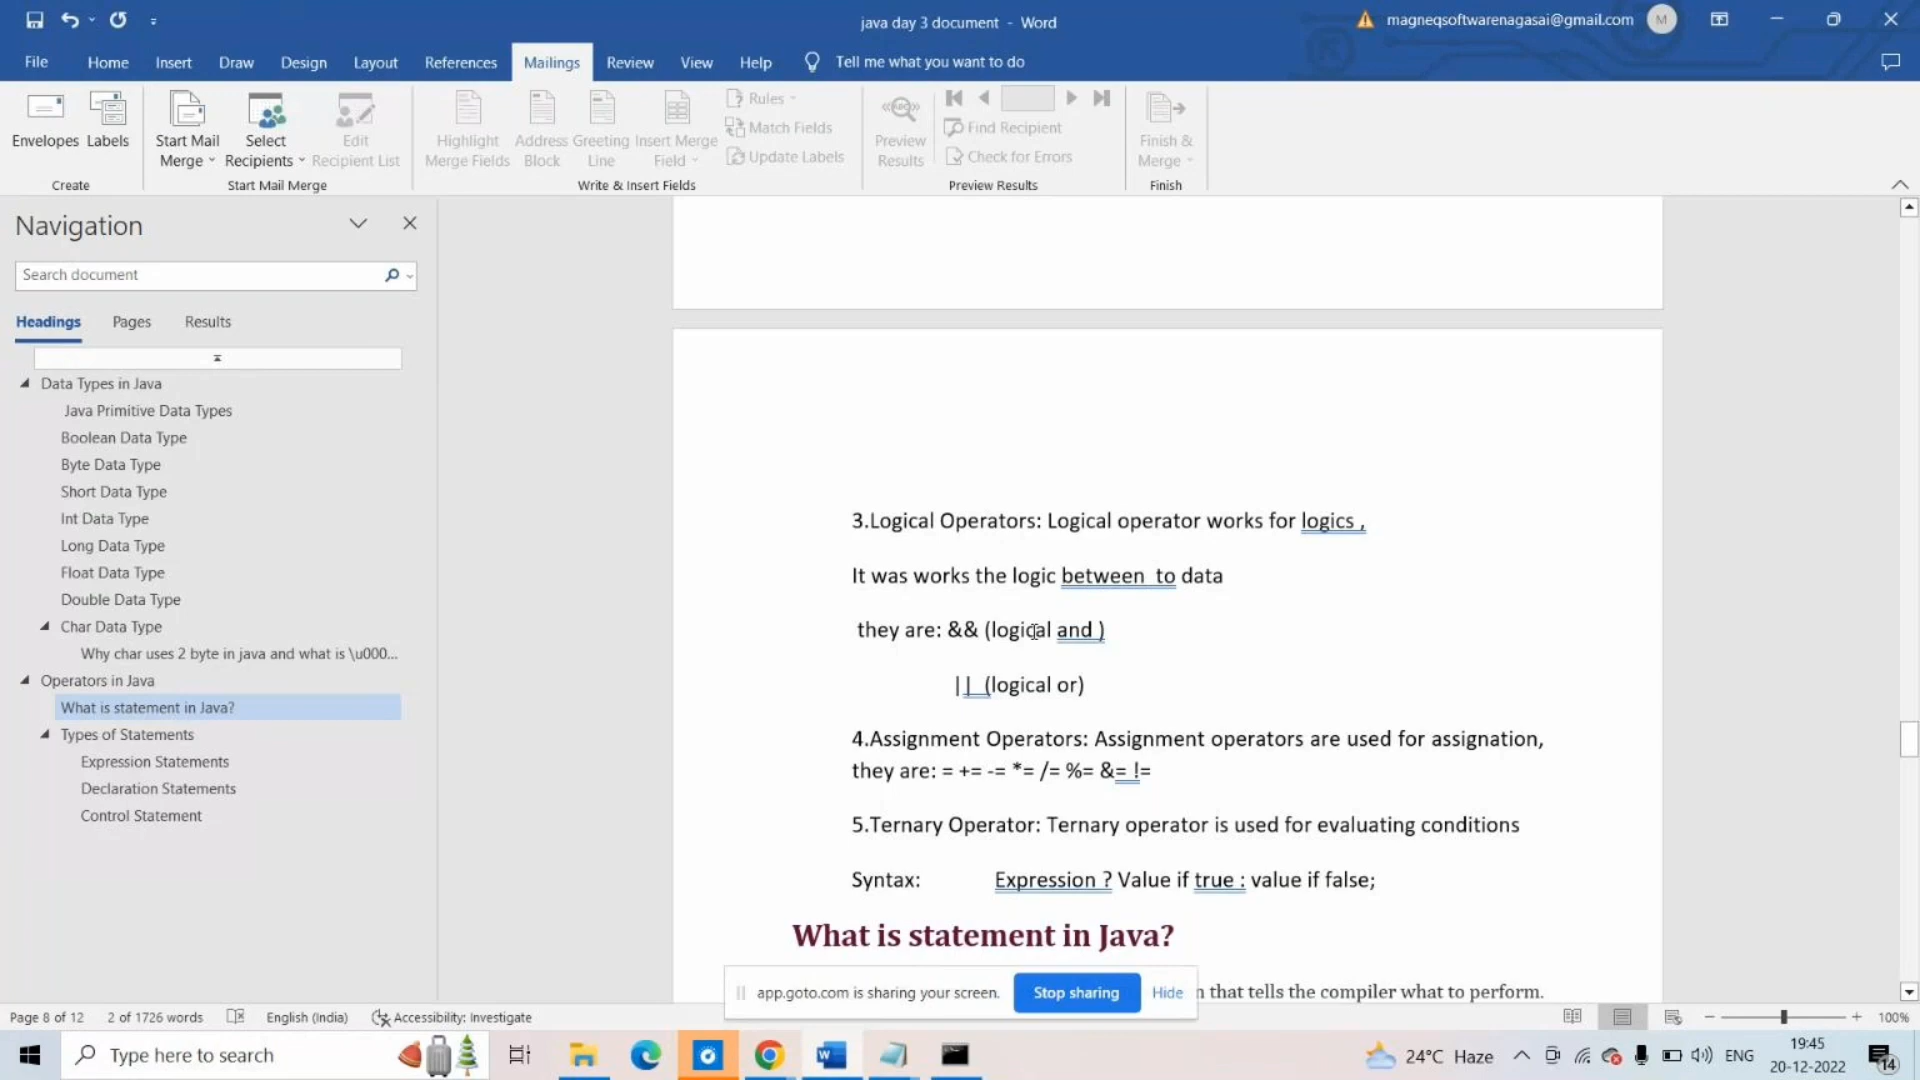 java day 3 document - Word
magneqsoftwarenagasai@gmail.com
M
File Home Insert Draw Design Layout References Mailings Review View Help Tell me what you want to do
Envelopes Labels
Create
Start Mail Merge
Select Recipients
Edit Recipient List
Start Mail Merge
Highlight Merge Fields
Address Block
Greeting Line
Insert Merge Field
Rules
Match Fields
Update Labels
Write & Insert Fields
Preview Results
Find Recipient
Check for Errors
Preview Results
Finish & Merge
Finish
Navigation
Search document
Headings Pages Results
Data Types in Java
Java Primitive Data Types
Boolean Data Type
Byte Data Type
Short Data Type
Int Data Type
Long Data Type
Float Data Type
Double Data Type
Char Data Type
Why char uses 2 byte in java and what is \u000...
Operators in Java
What is statement in Java?
Types of Statements
Expression Statements
Declaration Statements
Control Statement
3.Logical Operators: Logical operator works for logics ,
It was works the logic between  to data
they are: && (logical and )
||  (logical or)
4.Assignment Operators: Assignment operators are used for assignation,
they are: = += -= *= /= %= &= !=
5.Ternary Operator: Ternary operator is used for evaluating conditions
Syntax: Expression ? Value if true : value if false;
What is statement in Java?
n that tells the compiler what to perform.
app.goto.com is sharing your screen. Stop sharing Hide
Page 8 of 12 2 of 1726 words English (India) Accessibility: Investigate 100%
Type here to search
24°C Haze ENG
19:45
20-12-2022
14